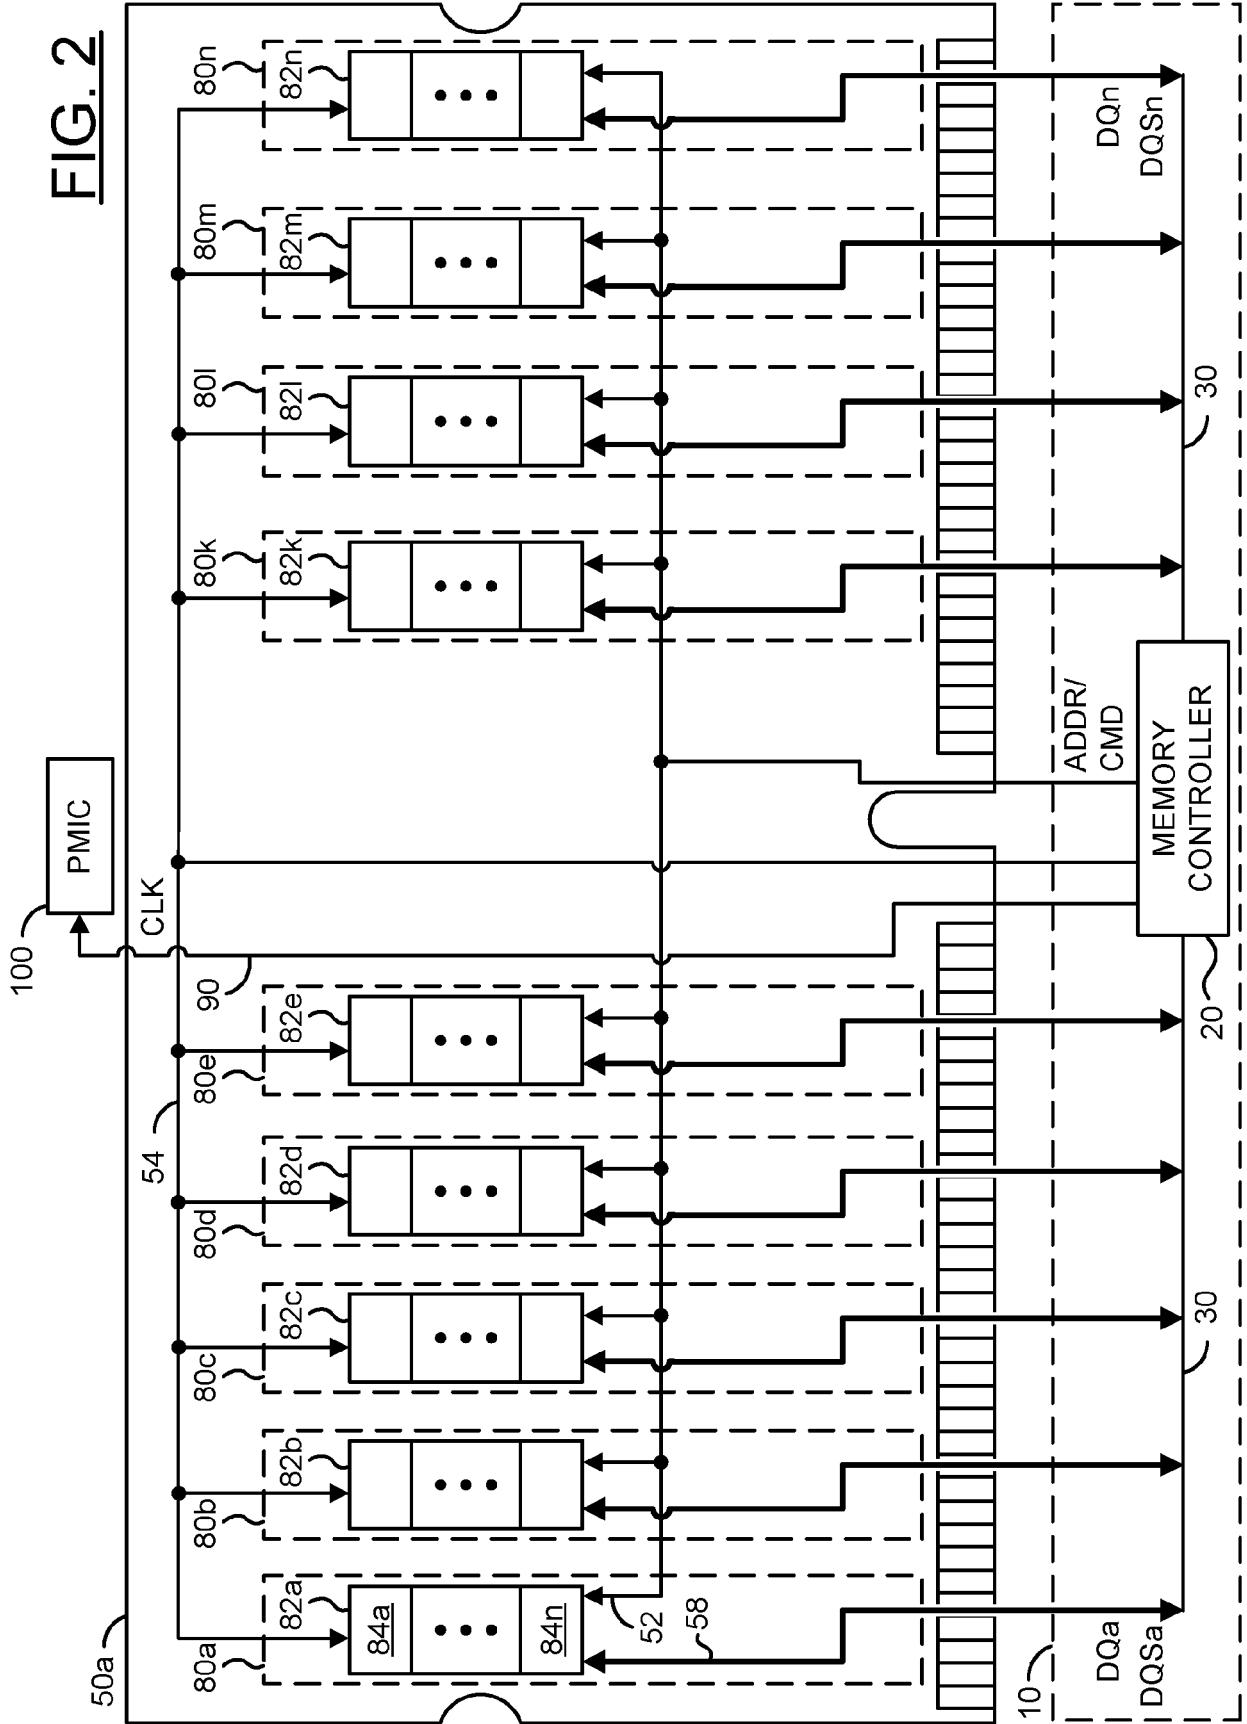 FIG. 2
100
PMIC
50a
54
CLK
90
80a
80b
80c
80d
80e
80k
80l
80m
80n
82a
82b
82c
82d
82e
82k
82l
82m
82n
84a
84n
52
58
ADDR/
CMD
10
DQa
DQSa
30
20
MEMORY
CONTROLLER
30
DQn
DQSn